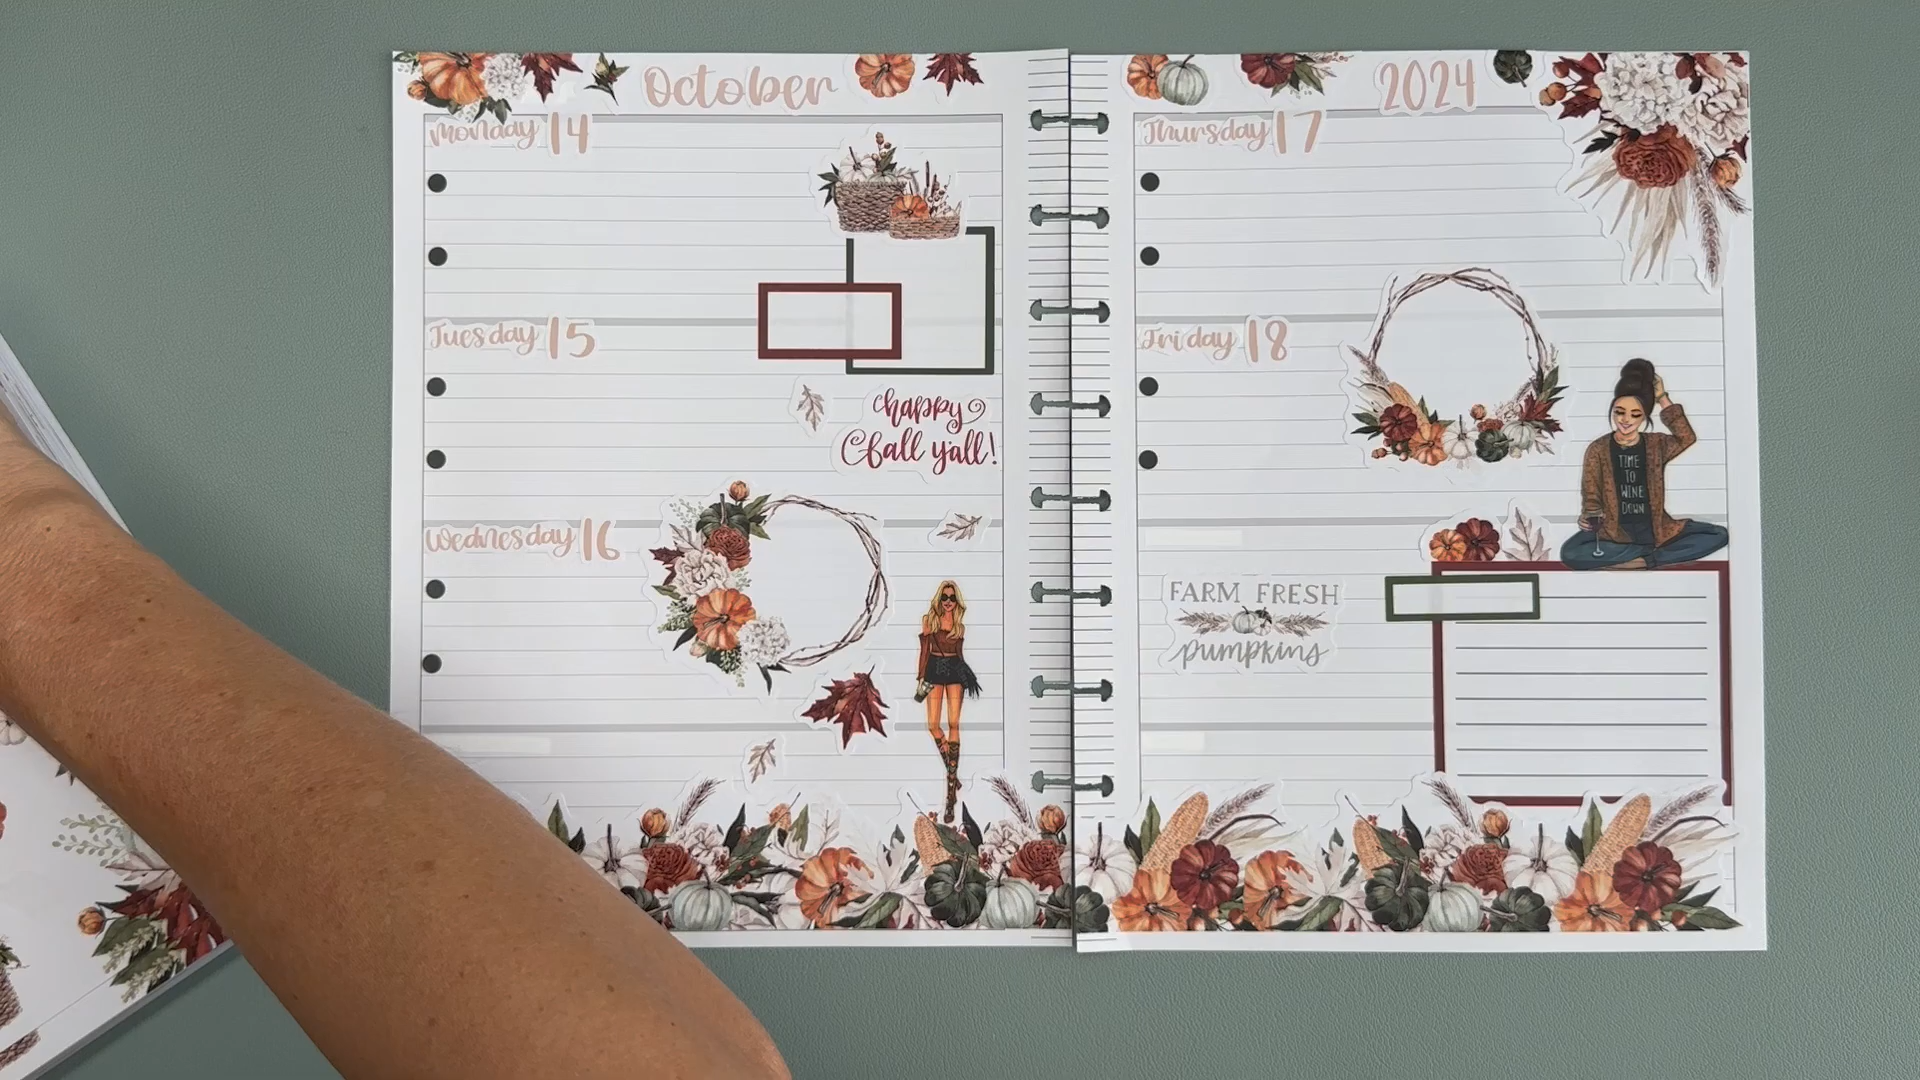 October
Monday 14
Tuesday 15
happy
fall y'all!
Wednesday 16
2024
Thursday 17
Friday 18
TIME
TO
WINE
DOWN
FARM FRESH
pumpkins